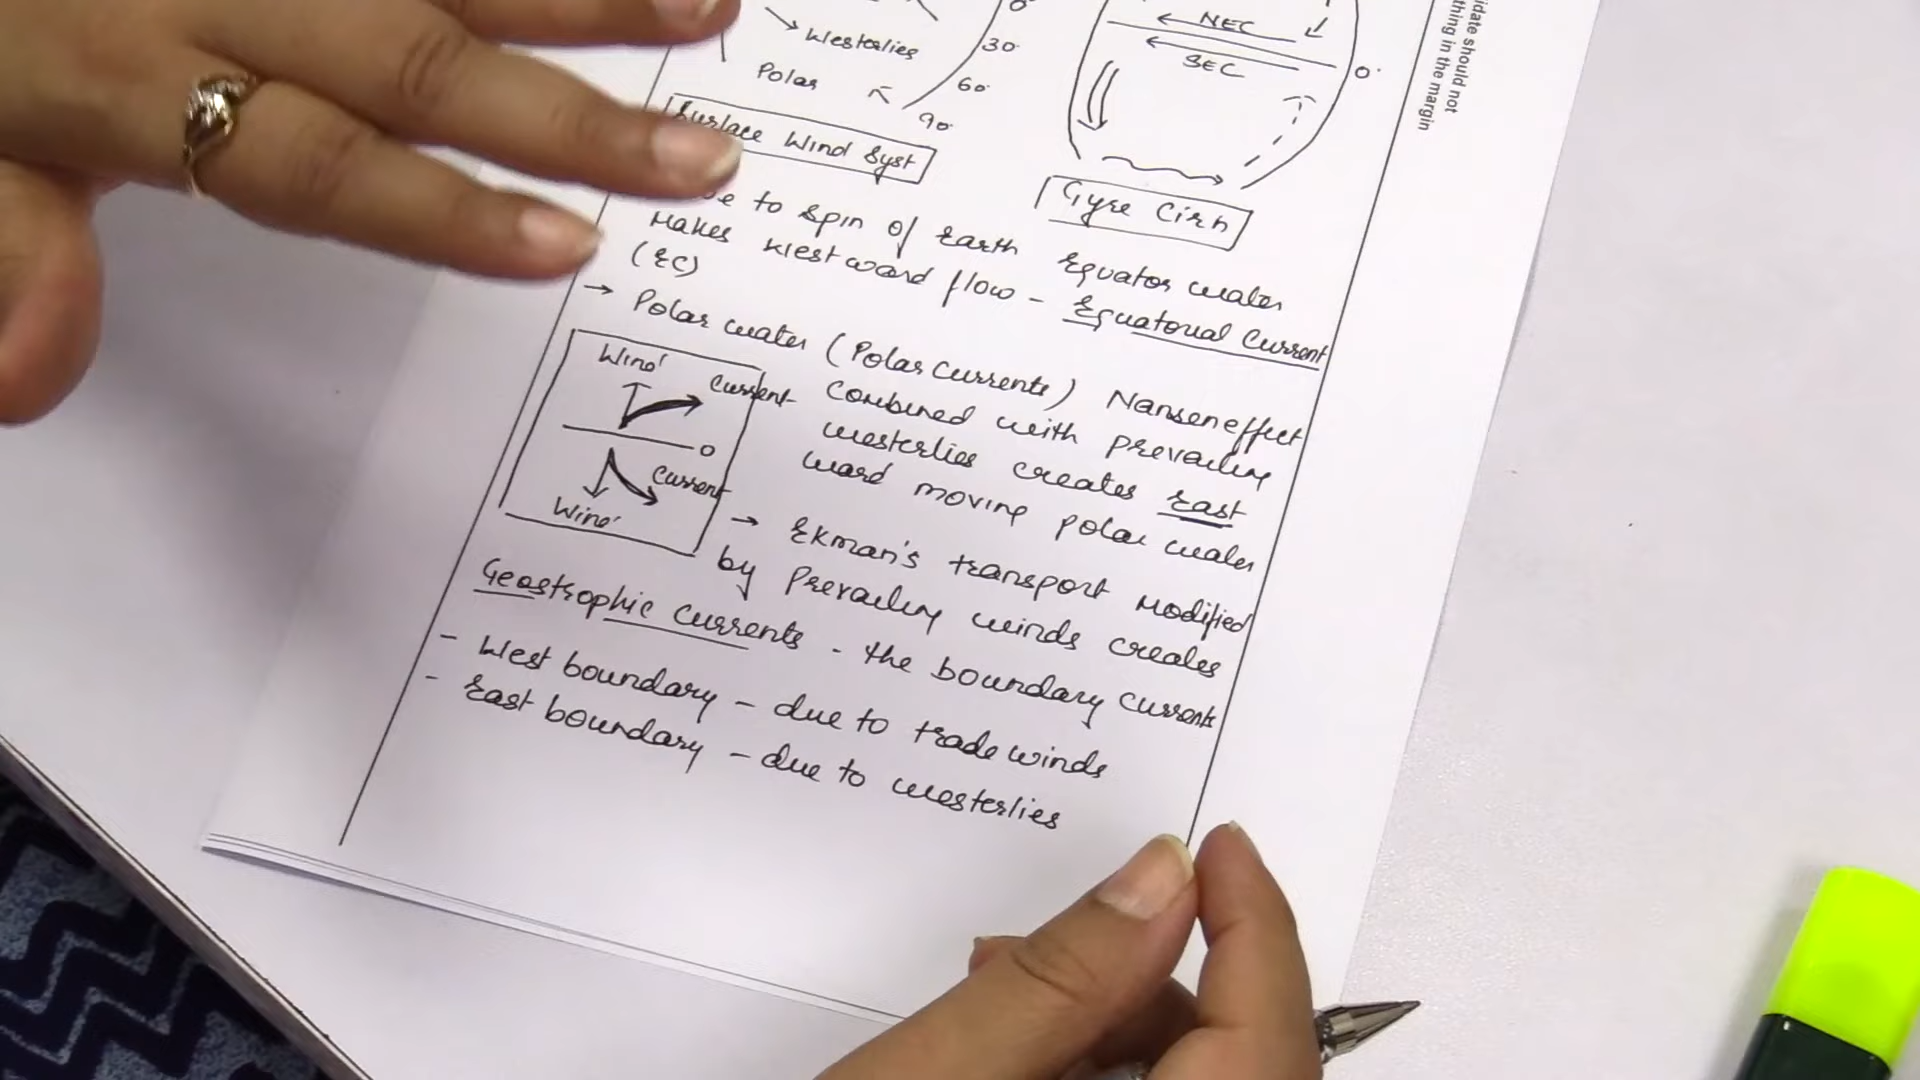 Westerlies
Polar
0
30°
60°
90°
Surface Wind Syst
NEC
SEC
0°
Gyre Cirn
idate should not
thing in the margin
to spin of Earth Equator water
Makes westward flow - Equatorial Current
(EC)
→ Polar water (Polar Currents) Nansen effect
Combined with prevailing
westerlies creates East
ward moving polar water
Wind
Current
0
Current
Wind
→ Ekman's transport modified
by Prevailing winds creates
Geostrophic Currents - the boundary currents
- West boundary - due to trade winds
- East boundary - due to westerlies